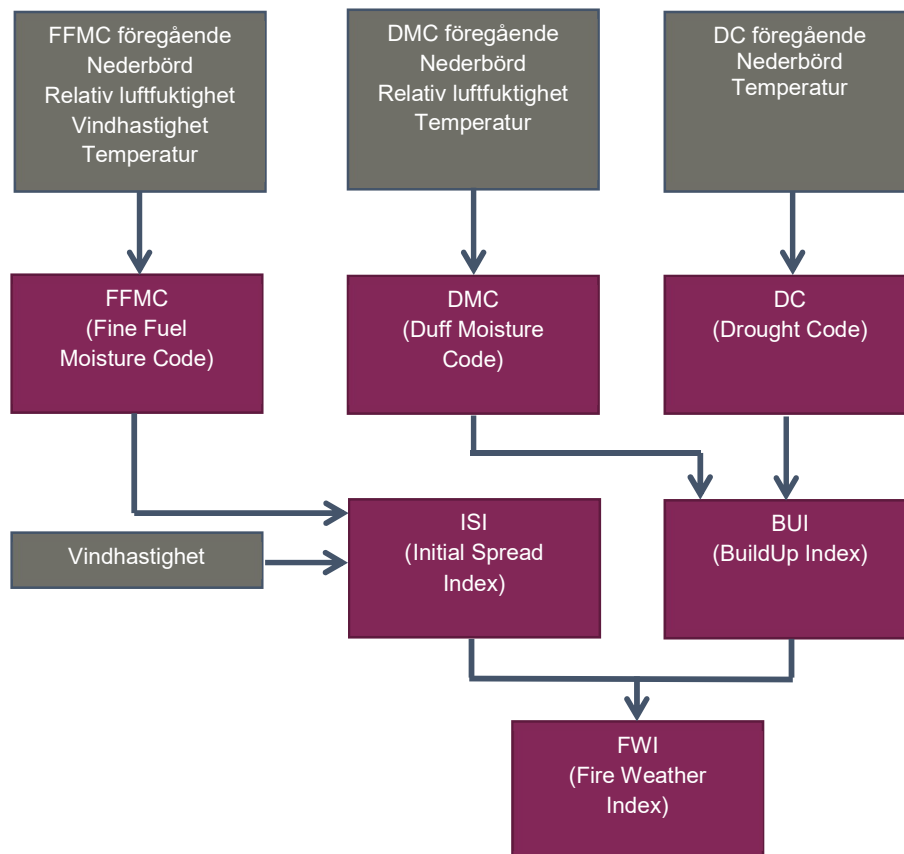 FFMC föregående
Nederbörd
Relativ luftfuktighet
Vindhastighet
Temperatur
DMC föregående
Nederbörd
Relativ luftfuktighet
Temperatur
DC föregående
Nederbörd
Temperatur
FFMC
(Fine Fuel
Moisture Code)
DMC
(Duff Moisture
Code)
DC
(Drought Code)
Vindhastighet
ISI
(Initial Spread
Index)
BUI
(BuildUp Index)
FWI
(Fire Weather
Index)